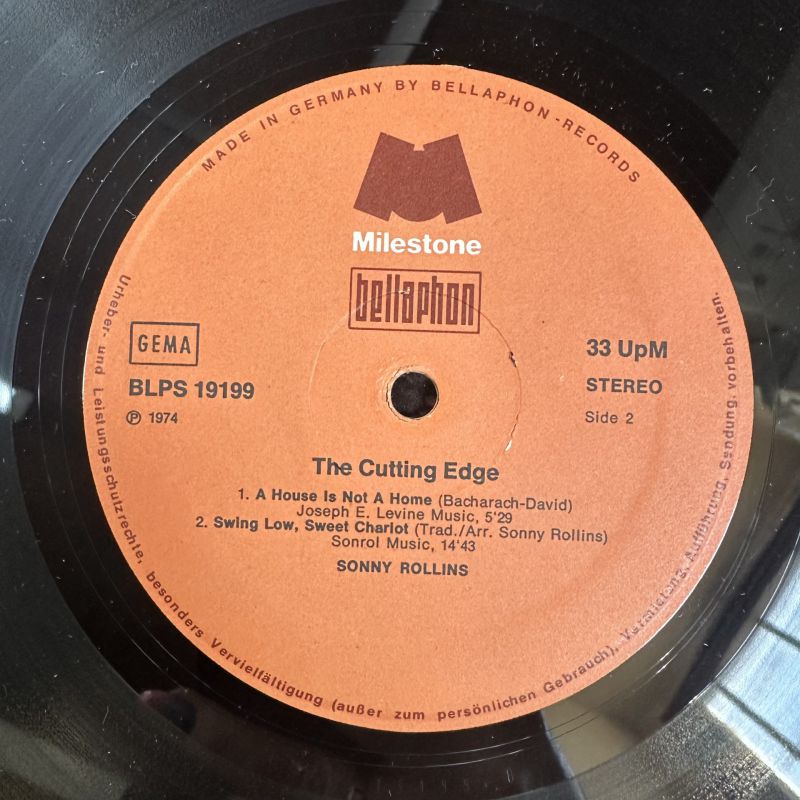 MADE IN GERMANY BY BELLAPHON-RECORDS
Milestone
bellaphon
GEMA
BLPS 19199
℗ 1974
33 UpM
STEREO
Side 2
The Cutting Edge
1. A House Is Not A Home (Bacharach-David)
Joseph E. Levine Music, 5'29
2. Swing Low, Sweet Chariot (Trad./Arr. Sonny Rollins)
Sonrol Music, 14'43
SONNY ROLLINS
Urheber- und Leistungsschutzrechte, besonders Vervielfältigung (außer zum persönlichen Gebrauch), Vermietung, Aufführung, Sendung, vorbehalten.